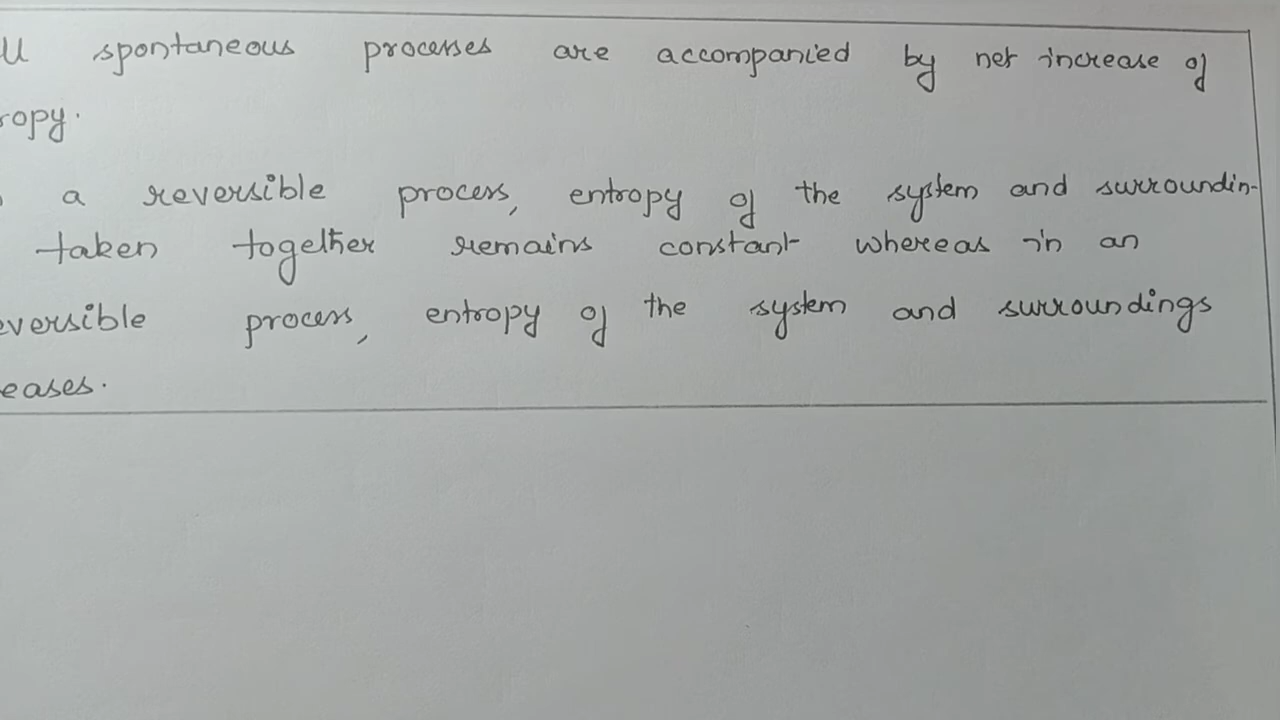 spontaneous processes are accompanied by net increase of
ropy.
a reversible process, entropy of the system and surroundin-
taken together remains constant whereas in an
eversible process, entropy of the system and surroundings
eases.